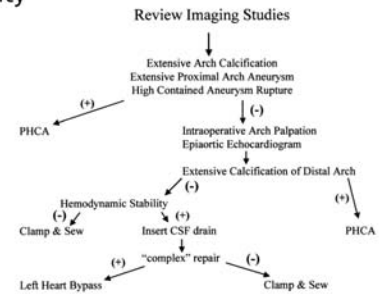 Review Imaging Studies
Extensive Arch Calcification
Extensive Proximal Arch Aneurysm
High Contained Aneurysm Rupture
(+)
(-)
PHCA
Intraoperative Arch Palpation
Epiaortic Echocardiogram
Extensive Calcification of Distal Arch
(-)
(+)
Hemodynamic Stability
(-)
(+)
Clamp & Sew
Insert CSF drain
PHCA
(+)
"complex" repair
(-)
Left Heart Bypass
Clamp & Sew